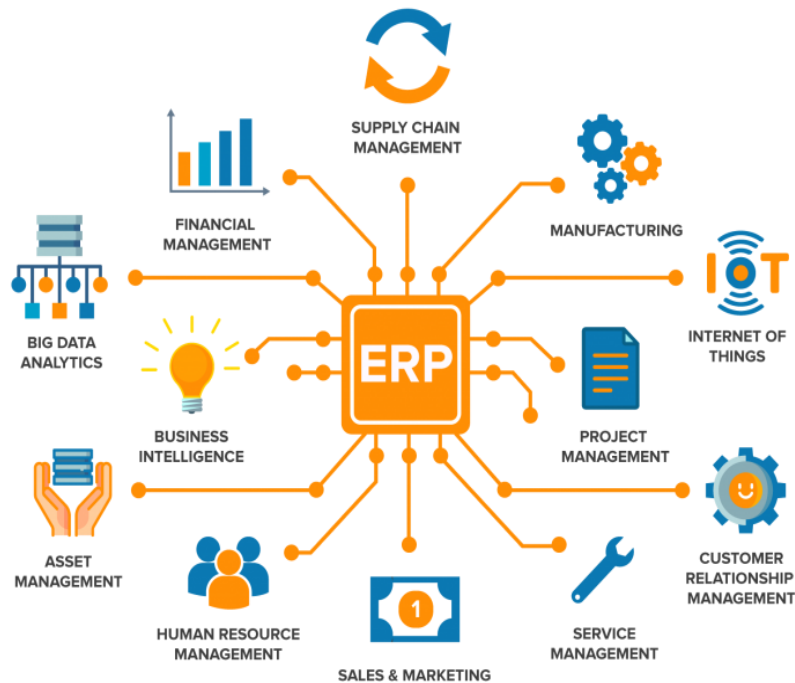 SUPPLY CHAIN
MANAGEMENT
FINANCIAL
MANAGEMENT
MANUFACTURING
IOT
BIG DATA
ANALYTICS
INTERNET OF
THINGS
ERP
BUSINESS
INTELLIGENCE
PROJECT
MANAGEMENT
ASSET
MANAGEMENT
CUSTOMER
RELATIONSHIP
MANAGEMENT
HUMAN RESOURCE
MANAGEMENT
1
SALES & MARKETING
SERVICE
MANAGEMENT